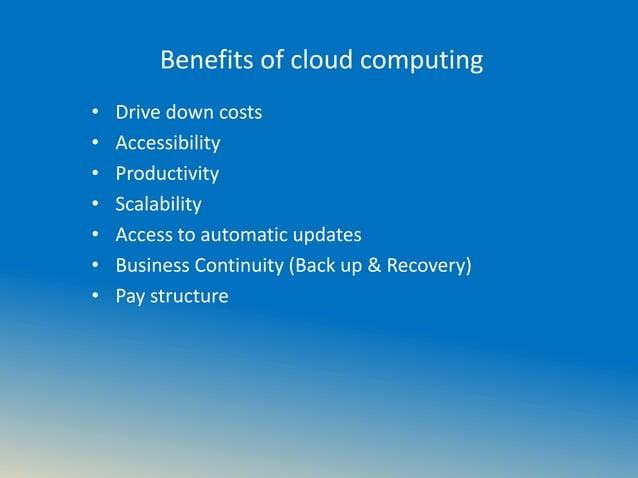 Benefits of cloud computing
• Drive down costs
• Accessibility
• Productivity
• Scalability
• Access to automatic updates
• Business Continuity (Back up & Recovery)
• Pay structure